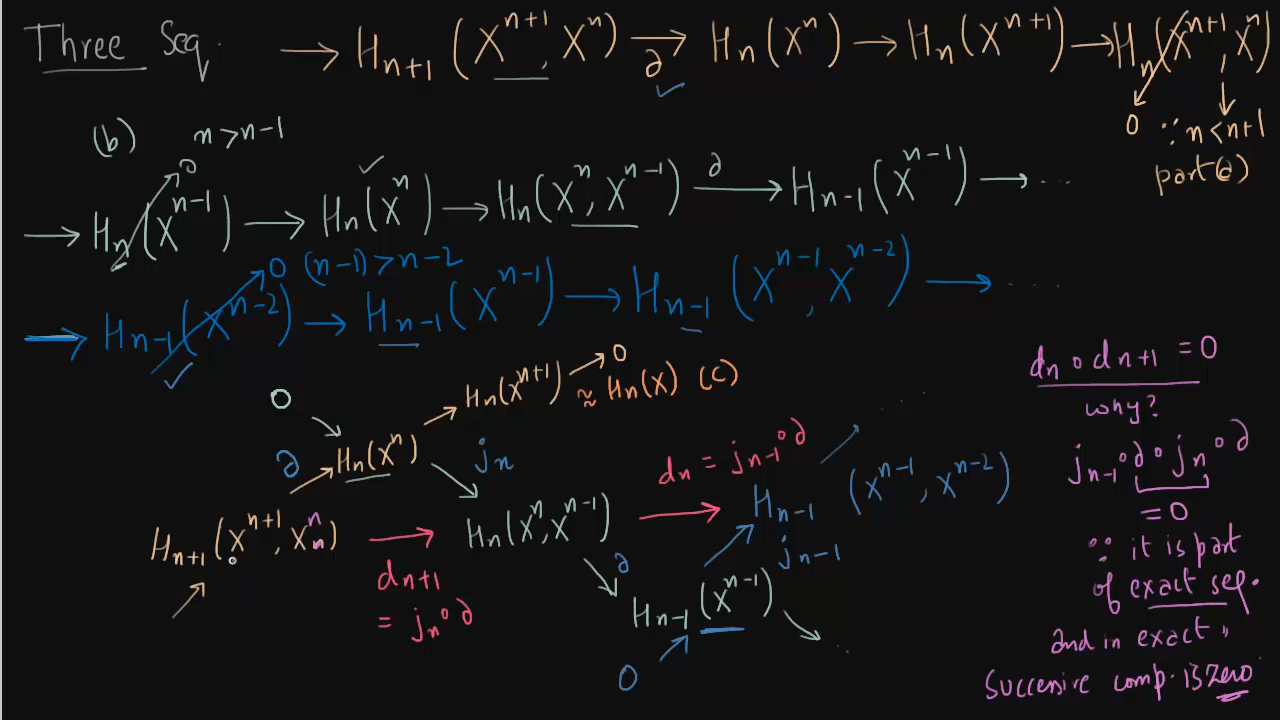 Three Seq. → Hₙ₊₁(Xⁿ⁺¹, Xⁿ) →∂ Hₙ(Xⁿ) → Hₙ(Xⁿ⁺¹) → Hₙ(Xⁿ⁺¹, Xⁿ)
0 ∵ n < n+1
part(a)
(b) n > n-1
0 ✓
→ Hₙ(Xⁿ⁻¹) → Hₙ(Xⁿ) → Hₙ(Xⁿ, Xⁿ⁻¹) →∂ Hₙ₋₁(Xⁿ⁻¹) → ...
0 (n-1) > n-2
→ Hₙ₋₁(Xⁿ⁻²) → Hₙ₋₁(Xⁿ⁻¹) → Hₙ₋₁(Xⁿ⁻¹, Xⁿ⁻²) → ....
0
Hₙ(Xⁿ⁺¹) → 0
≈ Hₙ(X) (C)
0
∂ Hₙ(Xⁿ) jₙ
dₙ = jₙ₋₁∘∂
Hₙ₊₁(Xⁿ⁺¹, Xₙⁿ) → Hₙ(Xⁿ, Xⁿ⁻¹) → Hₙ₋₁ (Xⁿ⁻¹, Xⁿ⁻²)
dₙ₊₁
= jₙ∘∂
∂ jₙ₋₁
Hₙ₋₁(Xⁿ⁻¹)
0
dₙ∘dₙ₊₁ = 0
why?
jₙ₋₁∘∂∘jₙ∘∂
= 0
∵ it is part
of exact seq.
and in exact "
Successive comp. is zero